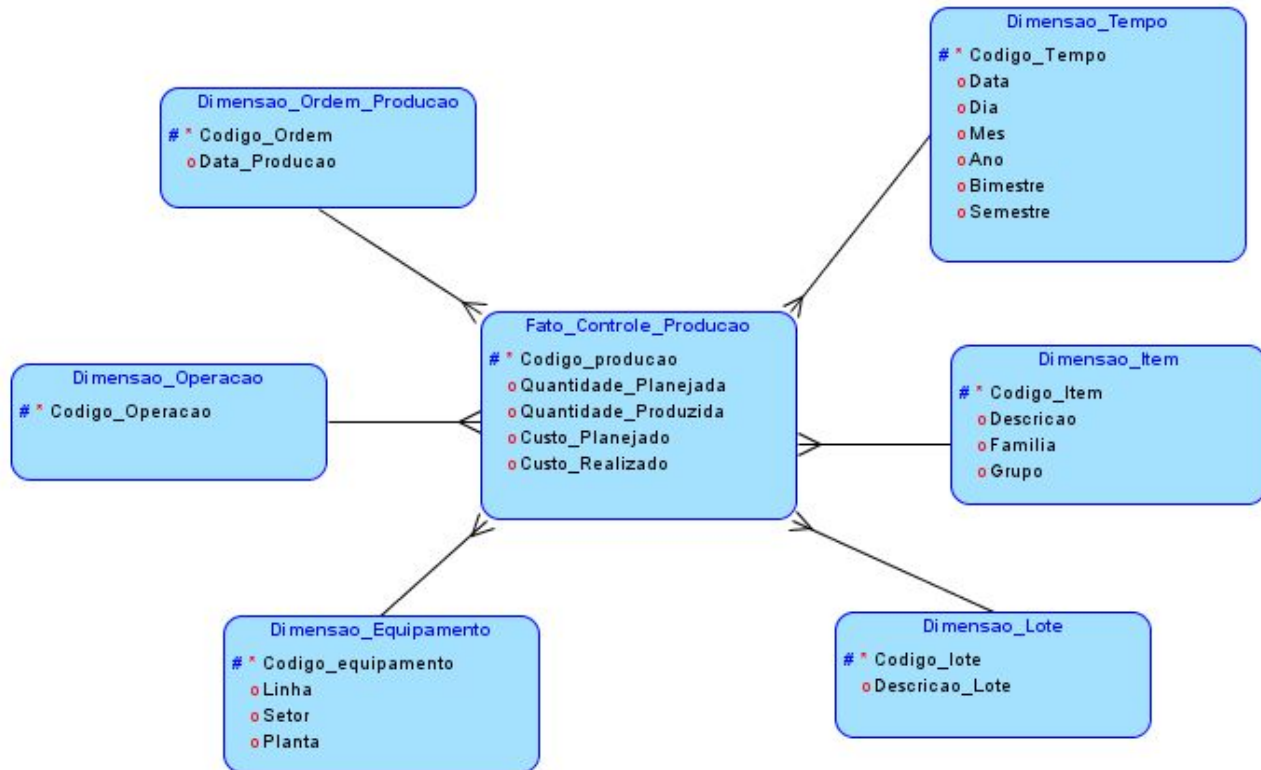 Dimensao_Tempo
# * Codigo_Tempo
o Data
o Dia
o Mes
o Ano
o Bimestre
o Semestre
Dimensao_Ordem_Producao
# * Codigo_Ordem
o Data_Producao
Fato_Controle_Producao
# * Codigo_producao
o Quantidade_Planejada
o Quantidade_Produzida
o Custo_Planejado
o Custo_Realizado
Dimensao_Operacao
# * Codigo_Operacao
Dimensao_Item
# * Codigo_Item
o Descricao
o Familia
o Grupo
Dimensao_Equipamento
# * Codigo_equipamento
o Linha
o Setor
o Planta
Dimensao_Lote
# * Codigo_lote
o Descricao_Lote